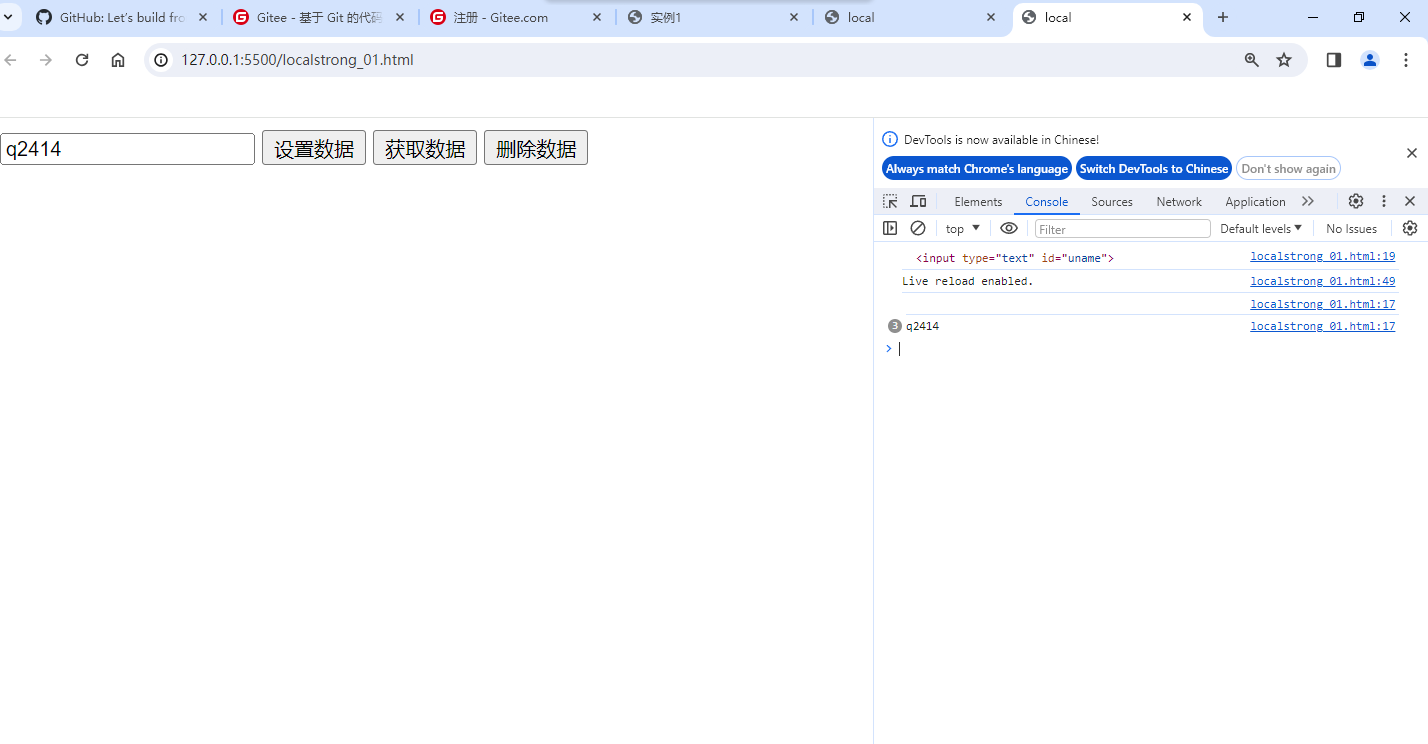 GitHub: Let's build fro
Gitee - 基于 Git 的代码
注册 - Gitee.com
实例1
local
local
127.0.0.1:5500/localstrong_01.html
q2414
设置数据
获取数据
删除数据
DevTools is now available in Chinese!
Always match Chrome's language
Switch DevTools to Chinese
Don't show again
Elements
Console
Sources
Network
Application
top
Filter
Default levels
No Issues
<input type="text" id="uname"> localstrong_01.html:19
Live reload enabled. localstrong_01.html:49
localstrong_01.html:17
3 q2414 localstrong_01.html:17
>